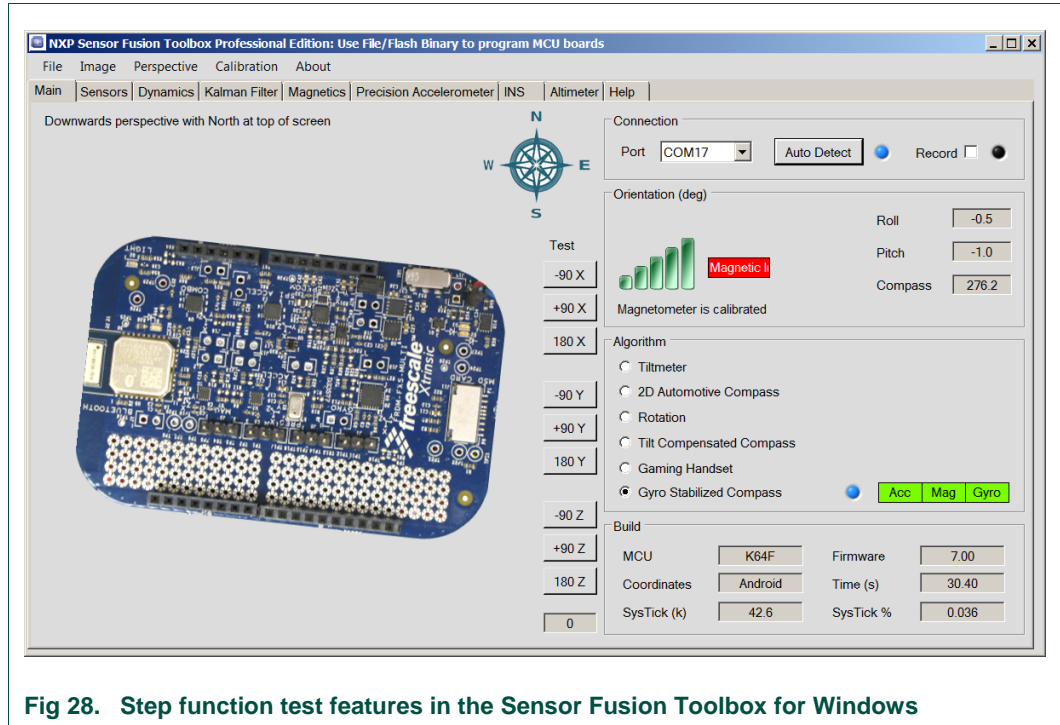 NXP Sensor Fusion Toolbox Professional Edition: Use File/Flash Binary to program MCU boards
File Image Perspective Calibration About
Main Sensors Dynamics Kalman Filter Magnetics Precision Accelerometer INS Altimeter Help
Downwards perspective with North at top of screen
N
W E
S
Test
-90 X
+90 X
180 X
-90 Y
+90 Y
180 Y
-90 Z
+90 Z
180 Z
0
LIGHT
BLUETOOTH
GYRO
SD CARD
freescale
Xtrinsic
Connection
Port COM17 Auto Detect Record
Orientation (deg)
Roll -0.5
Magnetic
Pitch -1.0
Compass 276.2
Magnetometer is calibrated
Algorithm
Tiltmeter
2D Automotive Compass
Rotation
Tilt Compensated Compass
Gaming Handset
Gyro Stabilized Compass Acc Mag Gyro
Build
MCU K64F Firmware 7.00
Coordinates Android Time (s) 30.40
SysTick (k) 42.6 SysTick % 0.036
Fig 28. Step function test features in the Sensor Fusion Toolbox for Windows